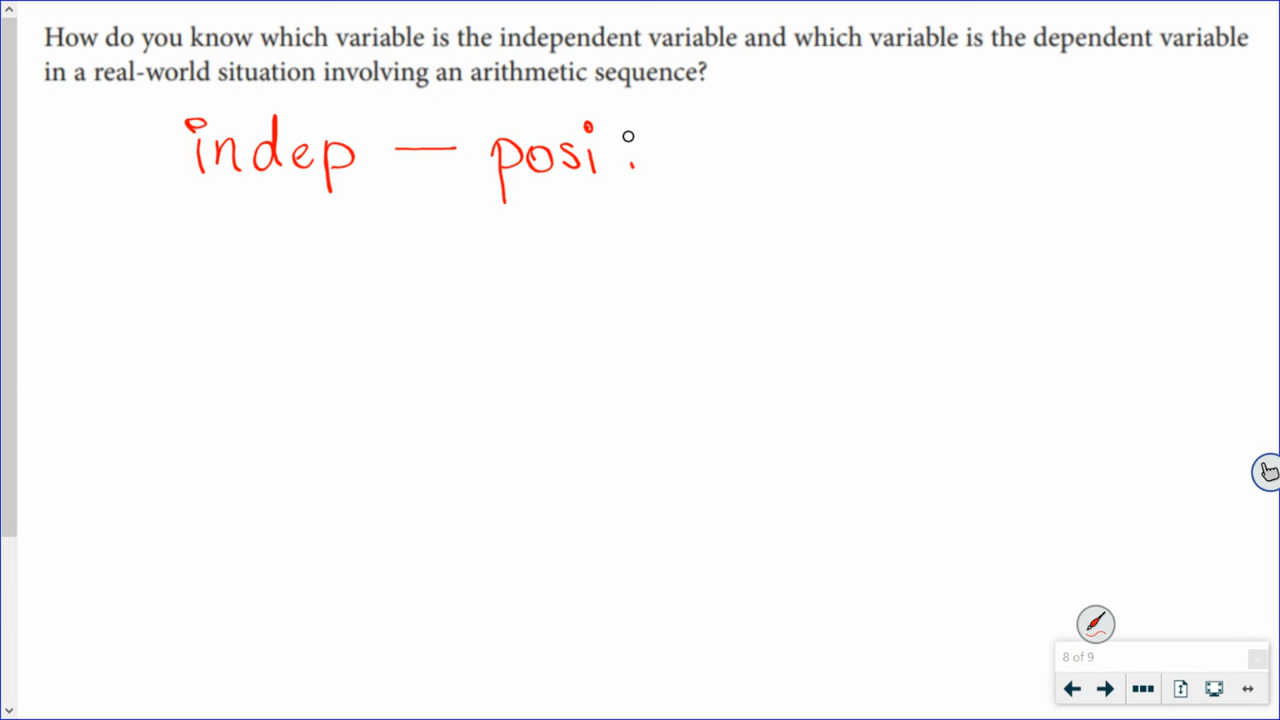 How do you know which variable is the independent variable and which variable is the dependent variable
in a real-world situation involving an arithmetic sequence?
indep — posi
8 of 9